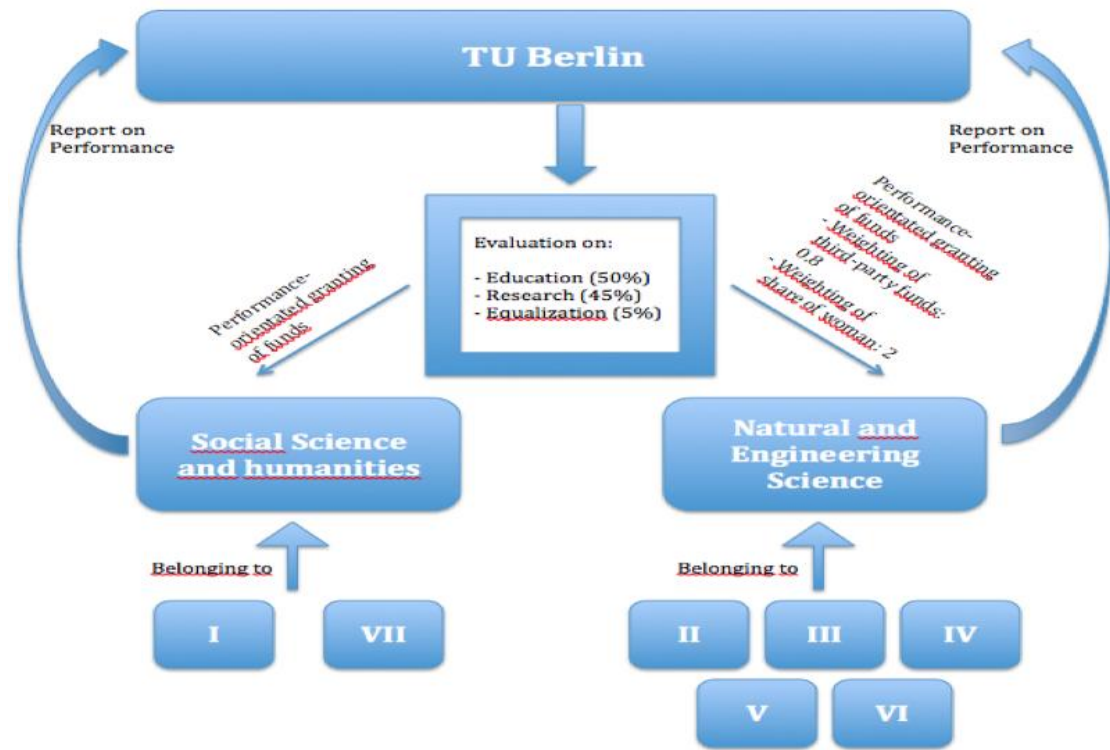 TU Berlin
Report on
Performance
Report on
Performance
Evaluation on:
- Education (50%)
- Research (45%)
- Equalization (5%)
Performance-
orientated granting
of funds
Performance-
orientated granting
of funds
- Weighting of
third-party funds:
0.8
- Weighting of
share of woman: 2
Social Science
and humanities
Natural and
Engineering
Science
Belonging to
Belonging to
I
VII
II
III
IV
V
VI